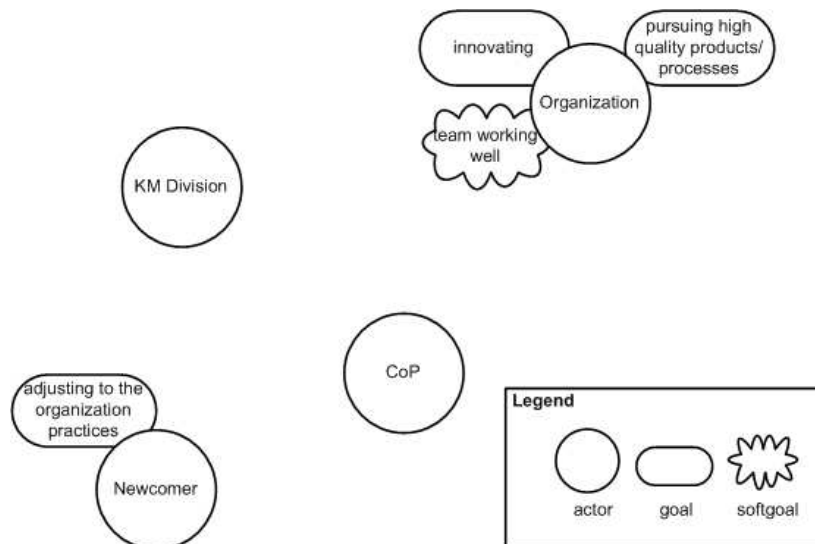 innovating
pursuing high
quality products/
processes
Organization
team working
well
KM Division
CoP
adjusting to the
organization
practices
Newcomer
Legend
actor
goal
softgoal